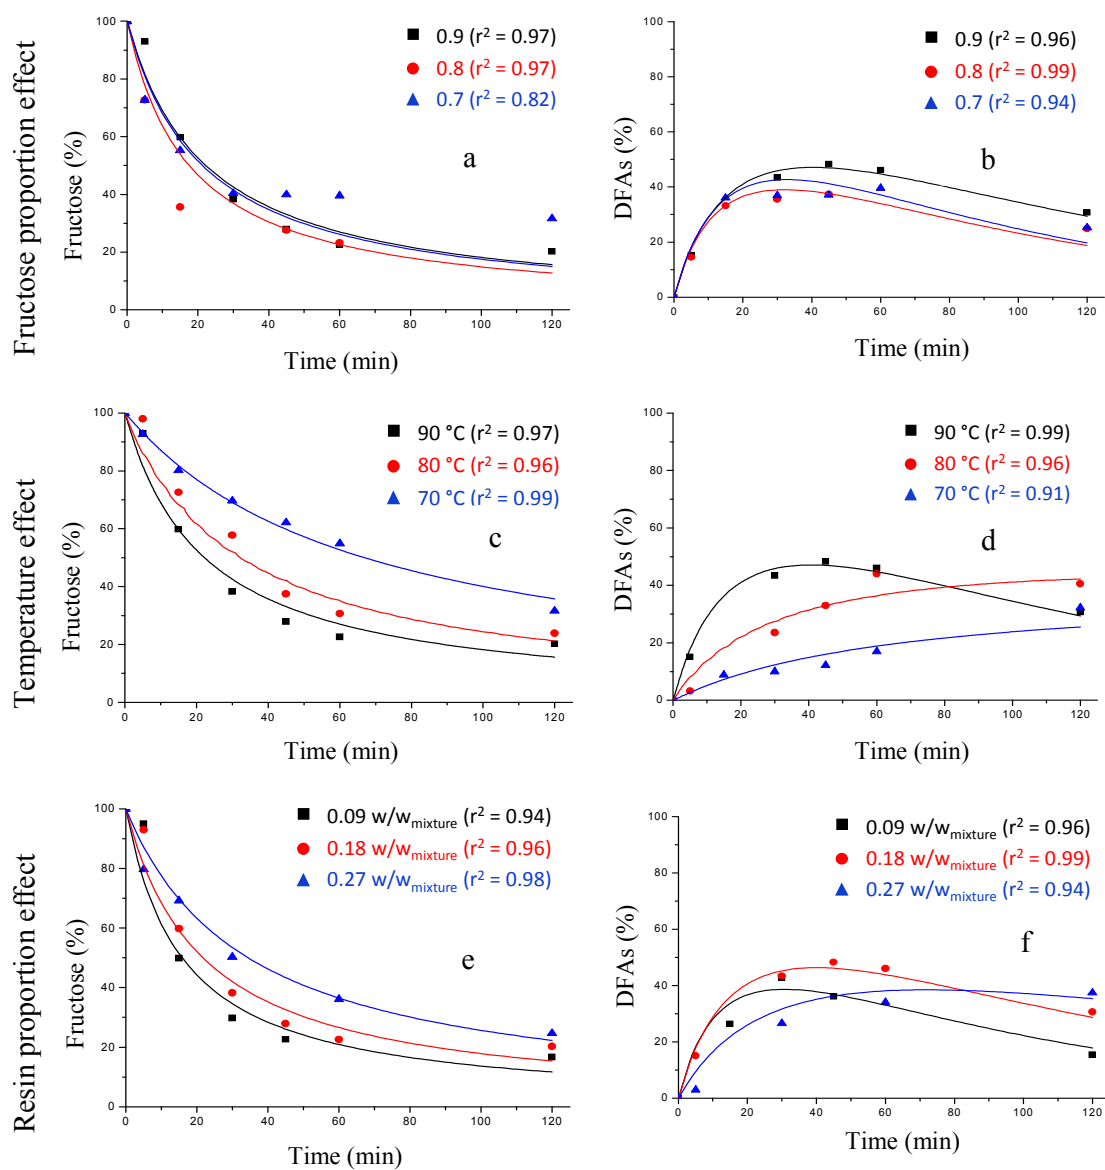 Fructose proportion effect
Fructose (%)
100
80
60
40
20
0
0 20 40 60 80 100 120
Time (min)
0.9 (r² = 0.97)
0.8 (r² = 0.97)
0.7 (r² = 0.82)
a
DFAs (%)
100
80
60
40
20
0
0 20 40 60 80 100 120
Time (min)
0.9 (r² = 0.96)
0.8 (r² = 0.99)
0.7 (r² = 0.94)
b
Temperature effect
Fructose (%)
100
80
60
40
20
0
0 20 40 60 80 100 120
Time (min)
90 °C (r² = 0.97)
80 °C (r² = 0.96)
70 °C (r² = 0.99)
c
DFAs (%)
100
80
60
40
20
0
0 20 40 60 80 100 120
Time (min)
90 °C (r² = 0.99)
80 °C (r² = 0.96)
70 °C (r² = 0.91)
d
Resin proportion effect
Fructose (%)
100
80
60
40
20
0
0 20 40 60 80 100 120
Time (min)
0.09 w/wmixture (r² = 0.94)
0.18 w/wmixture (r² = 0.96)
0.27 w/wmixture (r² = 0.98)
e
DFAs (%)
100
80
60
40
20
0
0 20 40 60 80 100 120
Time (min)
0.09 w/wmixture (r² = 0.96)
0.18 w/wmixture (r² = 0.99)
0.27 w/wmixture (r² = 0.94)
f